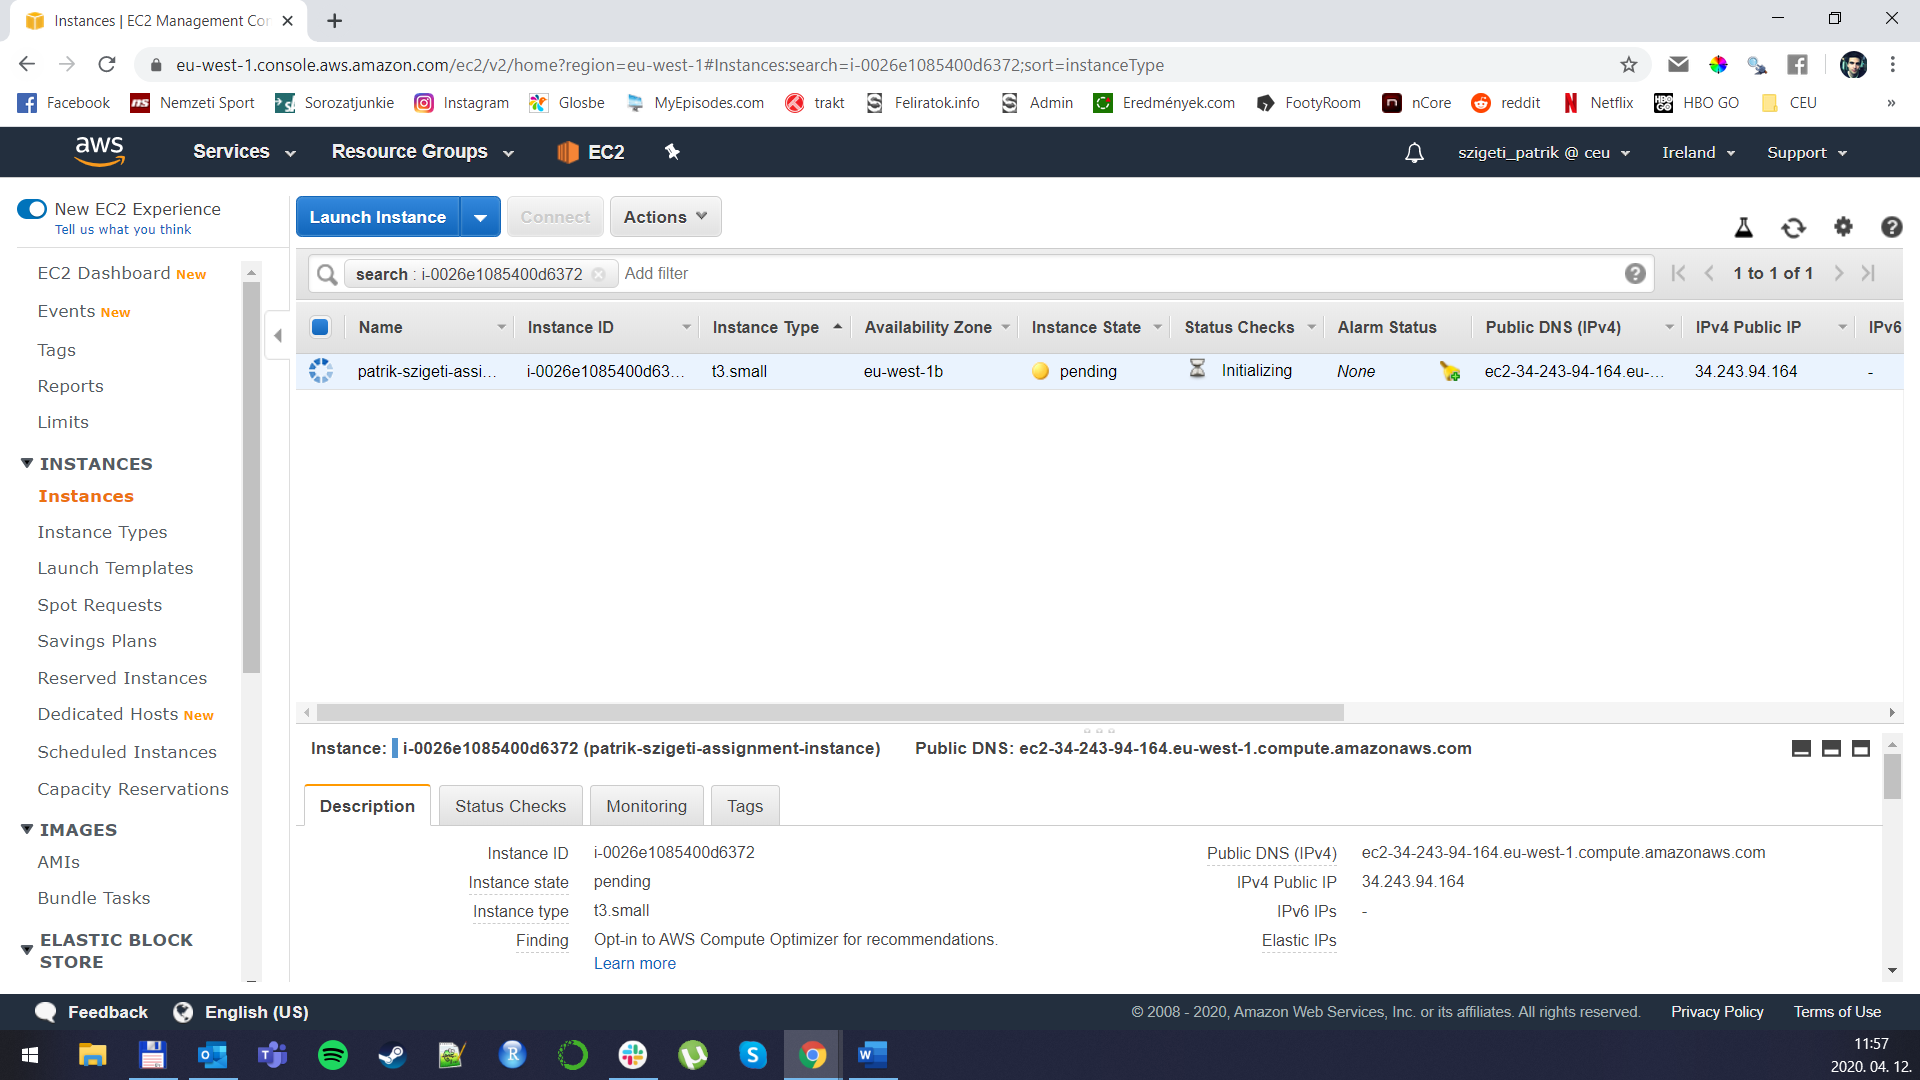 Instances | EC2 Management Con
eu-west-1.console.aws.amazon.com/ec2/v2/home?region=eu-west-1#Instances:search=i-0026e1085400d6372;sort=instanceType
Facebook Nemzeti Sport Sorozatjunkie Instagram Glosbe MyEpisodes.com trakt Feliratok.info Admin Eredmények.com FootyRoom nCore reddit Netflix HBO GO HBO GO CEU »
aws Services Resource Groups EC2 szigeti_patrik @ ceu Ireland Support
New EC2 Experience
Tell us what you think
Launch Instance Connect Actions
search : i-0026e1085400d6372 Add filter 1 to 1 of 1
Name Instance ID Instance Type Availability Zone Instance State Status Checks Alarm Status Public DNS (IPv4) IPv4 Public IP IPv6
patrik-szigeti-assi... i-0026e1085400d63... t3.small eu-west-1b pending Initializing None ec2-34-243-94-164.eu-... 34.243.94.164 -
EC2 Dashboard New
Events New
Tags
Reports
Limits
INSTANCES
Instances
Instance Types
Launch Templates
Spot Requests
Savings Plans
Reserved Instances
Dedicated Hosts New
Scheduled Instances
Capacity Reservations
IMAGES
AMIs
Bundle Tasks
ELASTIC BLOCK
STORE
Instance: i-0026e1085400d6372 (patrik-szigeti-assignment-instance) Public DNS: ec2-34-243-94-164.eu-west-1.compute.amazonaws.com
Description Status Checks Monitoring Tags
Instance ID i-0026e1085400d6372 Public DNS (IPv4) ec2-34-243-94-164.eu-west-1.compute.amazonaws.com
Instance state pending IPv4 Public IP 34.243.94.164
Instance type t3.small IPv6 IPs -
Finding Opt-in to AWS Compute Optimizer for recommendations. Elastic IPs
Learn more
Feedback English (US) © 2008 - 2020, Amazon Web Services, Inc. or its affiliates. All rights reserved. Privacy Policy Terms of Use
11:57
2020. 04. 12.